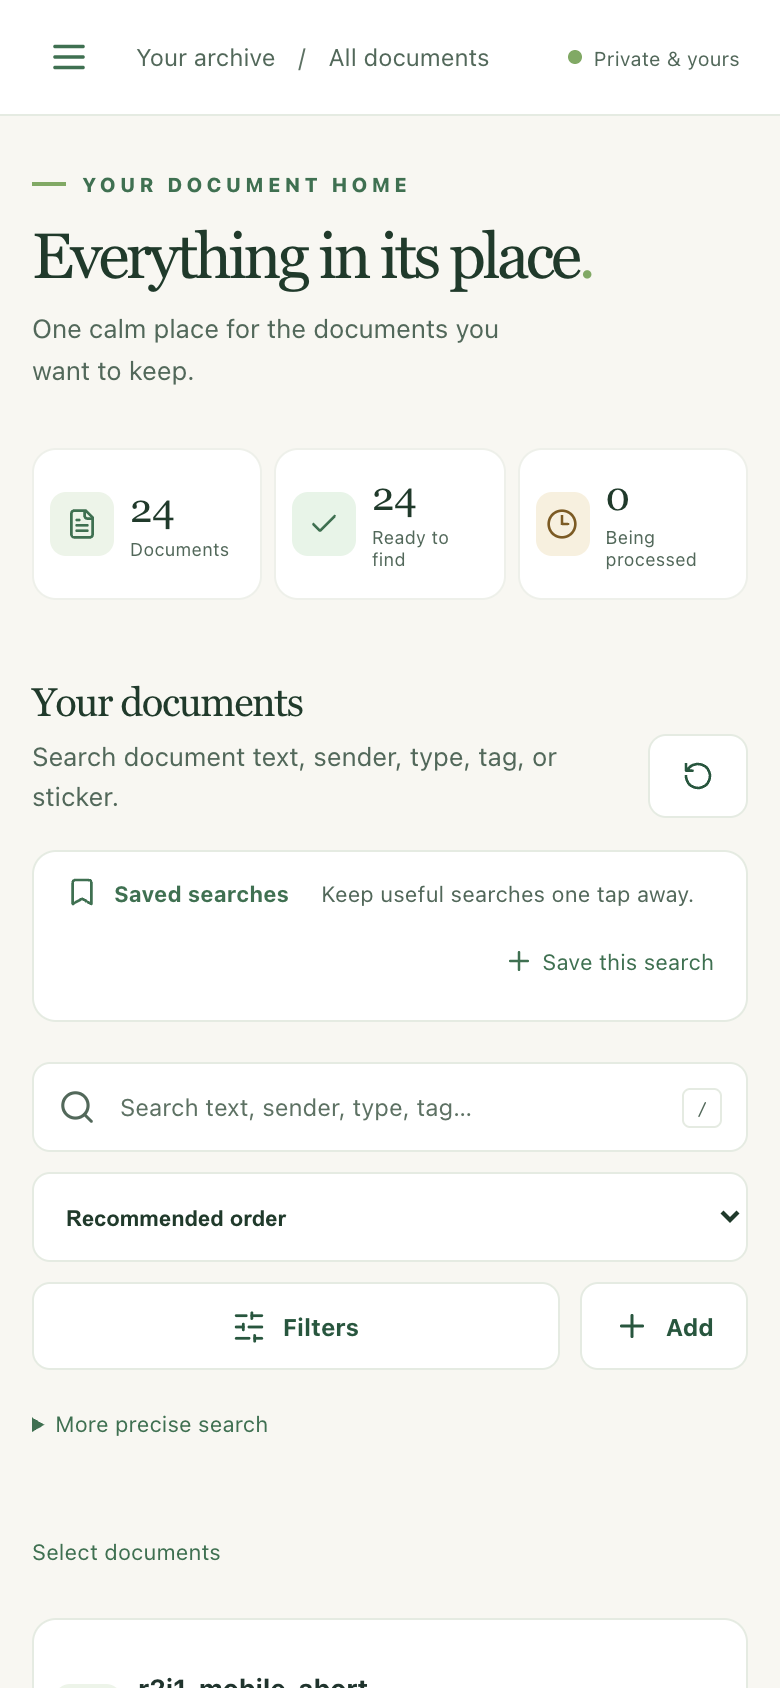 Your archive / All documents
Private & yours
YOUR DOCUMENT HOME
Everything in its place.
One calm place for the documents you
want to keep.
24
Documents
24
Ready to
find
0
Being
processed
Your documents
Search document text, sender, type, tag, or
sticker.
Saved searches Keep useful searches one tap away.
+ Save this search
Search text, sender, type, tag... /
Recommended order
Filters
+ Add
More precise search
Select documents